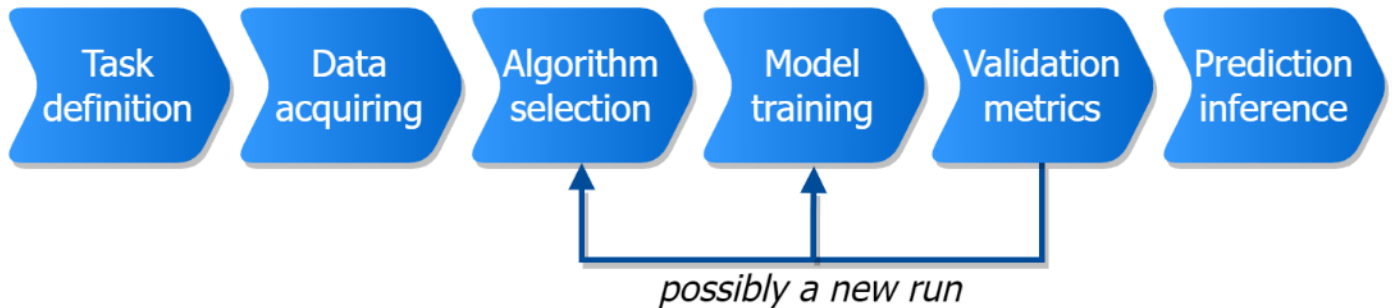 Task
definition
Data
acquiring
Algorithm
selection
Model
training
Validation
metrics
Prediction
inference
possibly a new run